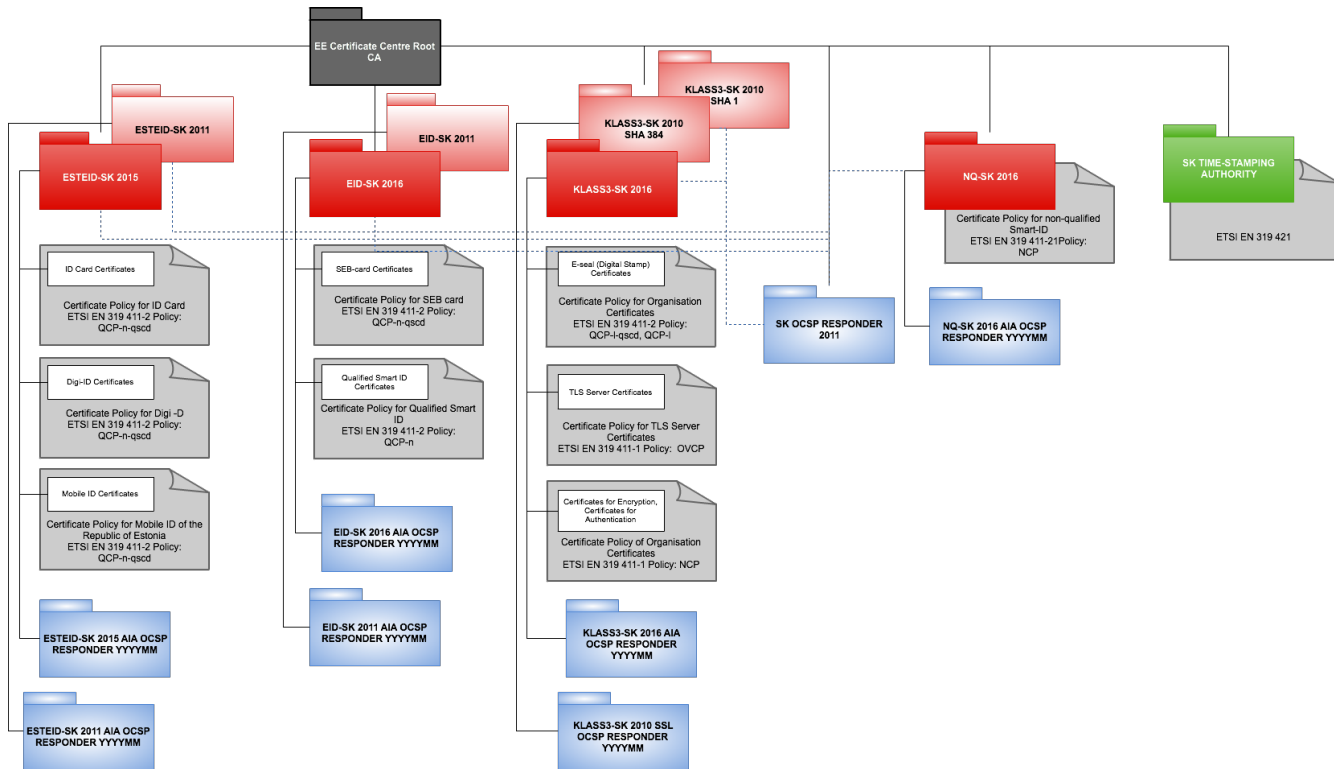 EE Certificate Centre Root
CA
ESTEID-SK 2011
ESTEID-SK 2015
ID Card Certificates
Certificate Policy for ID Card
ETSI EN 319 411-2 Policy:
QCP-n-qscd
Digi-ID Certificates
Certificate Policy for Digi -D
ETSI EN 319 411-2 Policy:
QCP-n-qscd
Mobile ID Certificates
Certificate Policy for Mobile ID of the
Republic of Estonia
ETSI EN 319 411-2 Policy:
QCP-n-qscd
ESTEID-SK 2015 AIA OCSP
RESPONDER YYYYMM
ESTEID-SK 2011 AIA OCSP
RESPONDER YYYYMM
EID-SK 2011
EID-SK 2016
SEB-card Certificates
Certificate Policy for SEB card
ETSI EN 319 411-2 Policy:
QCP-n-qscd
Qualified Smart ID
Certificates
Certificate Policy for Qualified Smart
ID
ETSI EN 319 411-2 Policy:
QCP-n
EID-SK 2016 AIA OCSP
RESPONDER YYYYMM
EID-SK 2011 AIA OCSP
RESPONDER YYYYMM
KLASS3-SK 2010
SHA 1
KLASS3-SK 2010
SHA 384
KLASS3-SK 2016
E-seal (Digital Stamp)
Certificates
Certificate Policy for Organisation
Certificates
ETSI EN 319 411-2 Policy:
QCP-l-qscd, QCP-l
TLS Server Certificates
Certificate Policy for TLS Server
Certificates
ETSI EN 319 411-1 Policy: OVCP
Certificates for Encryption,
Certificates for
Authentication
Certificate Policy of Organisation
Certificates
ETSI EN 319 411-1 Policy: NCP
KLASS3-SK 2016 AIA
OCSP RESPONDER
YYYYMM
KLASS3-SK 2010 SSL
OCSP RESPONDER
YYYYMM
SK OCSP RESPONDER
2011
NQ-SK 2016
Certificate Policy for non-qualified
Smart-ID
ETSI EN 319 411-21Policy:
NCP
NQ-SK 2016 AIA OCSP
RESPONDER YYYYMM
SK TIME-STAMPING
AUTHORITY
ETSI EN 319 421